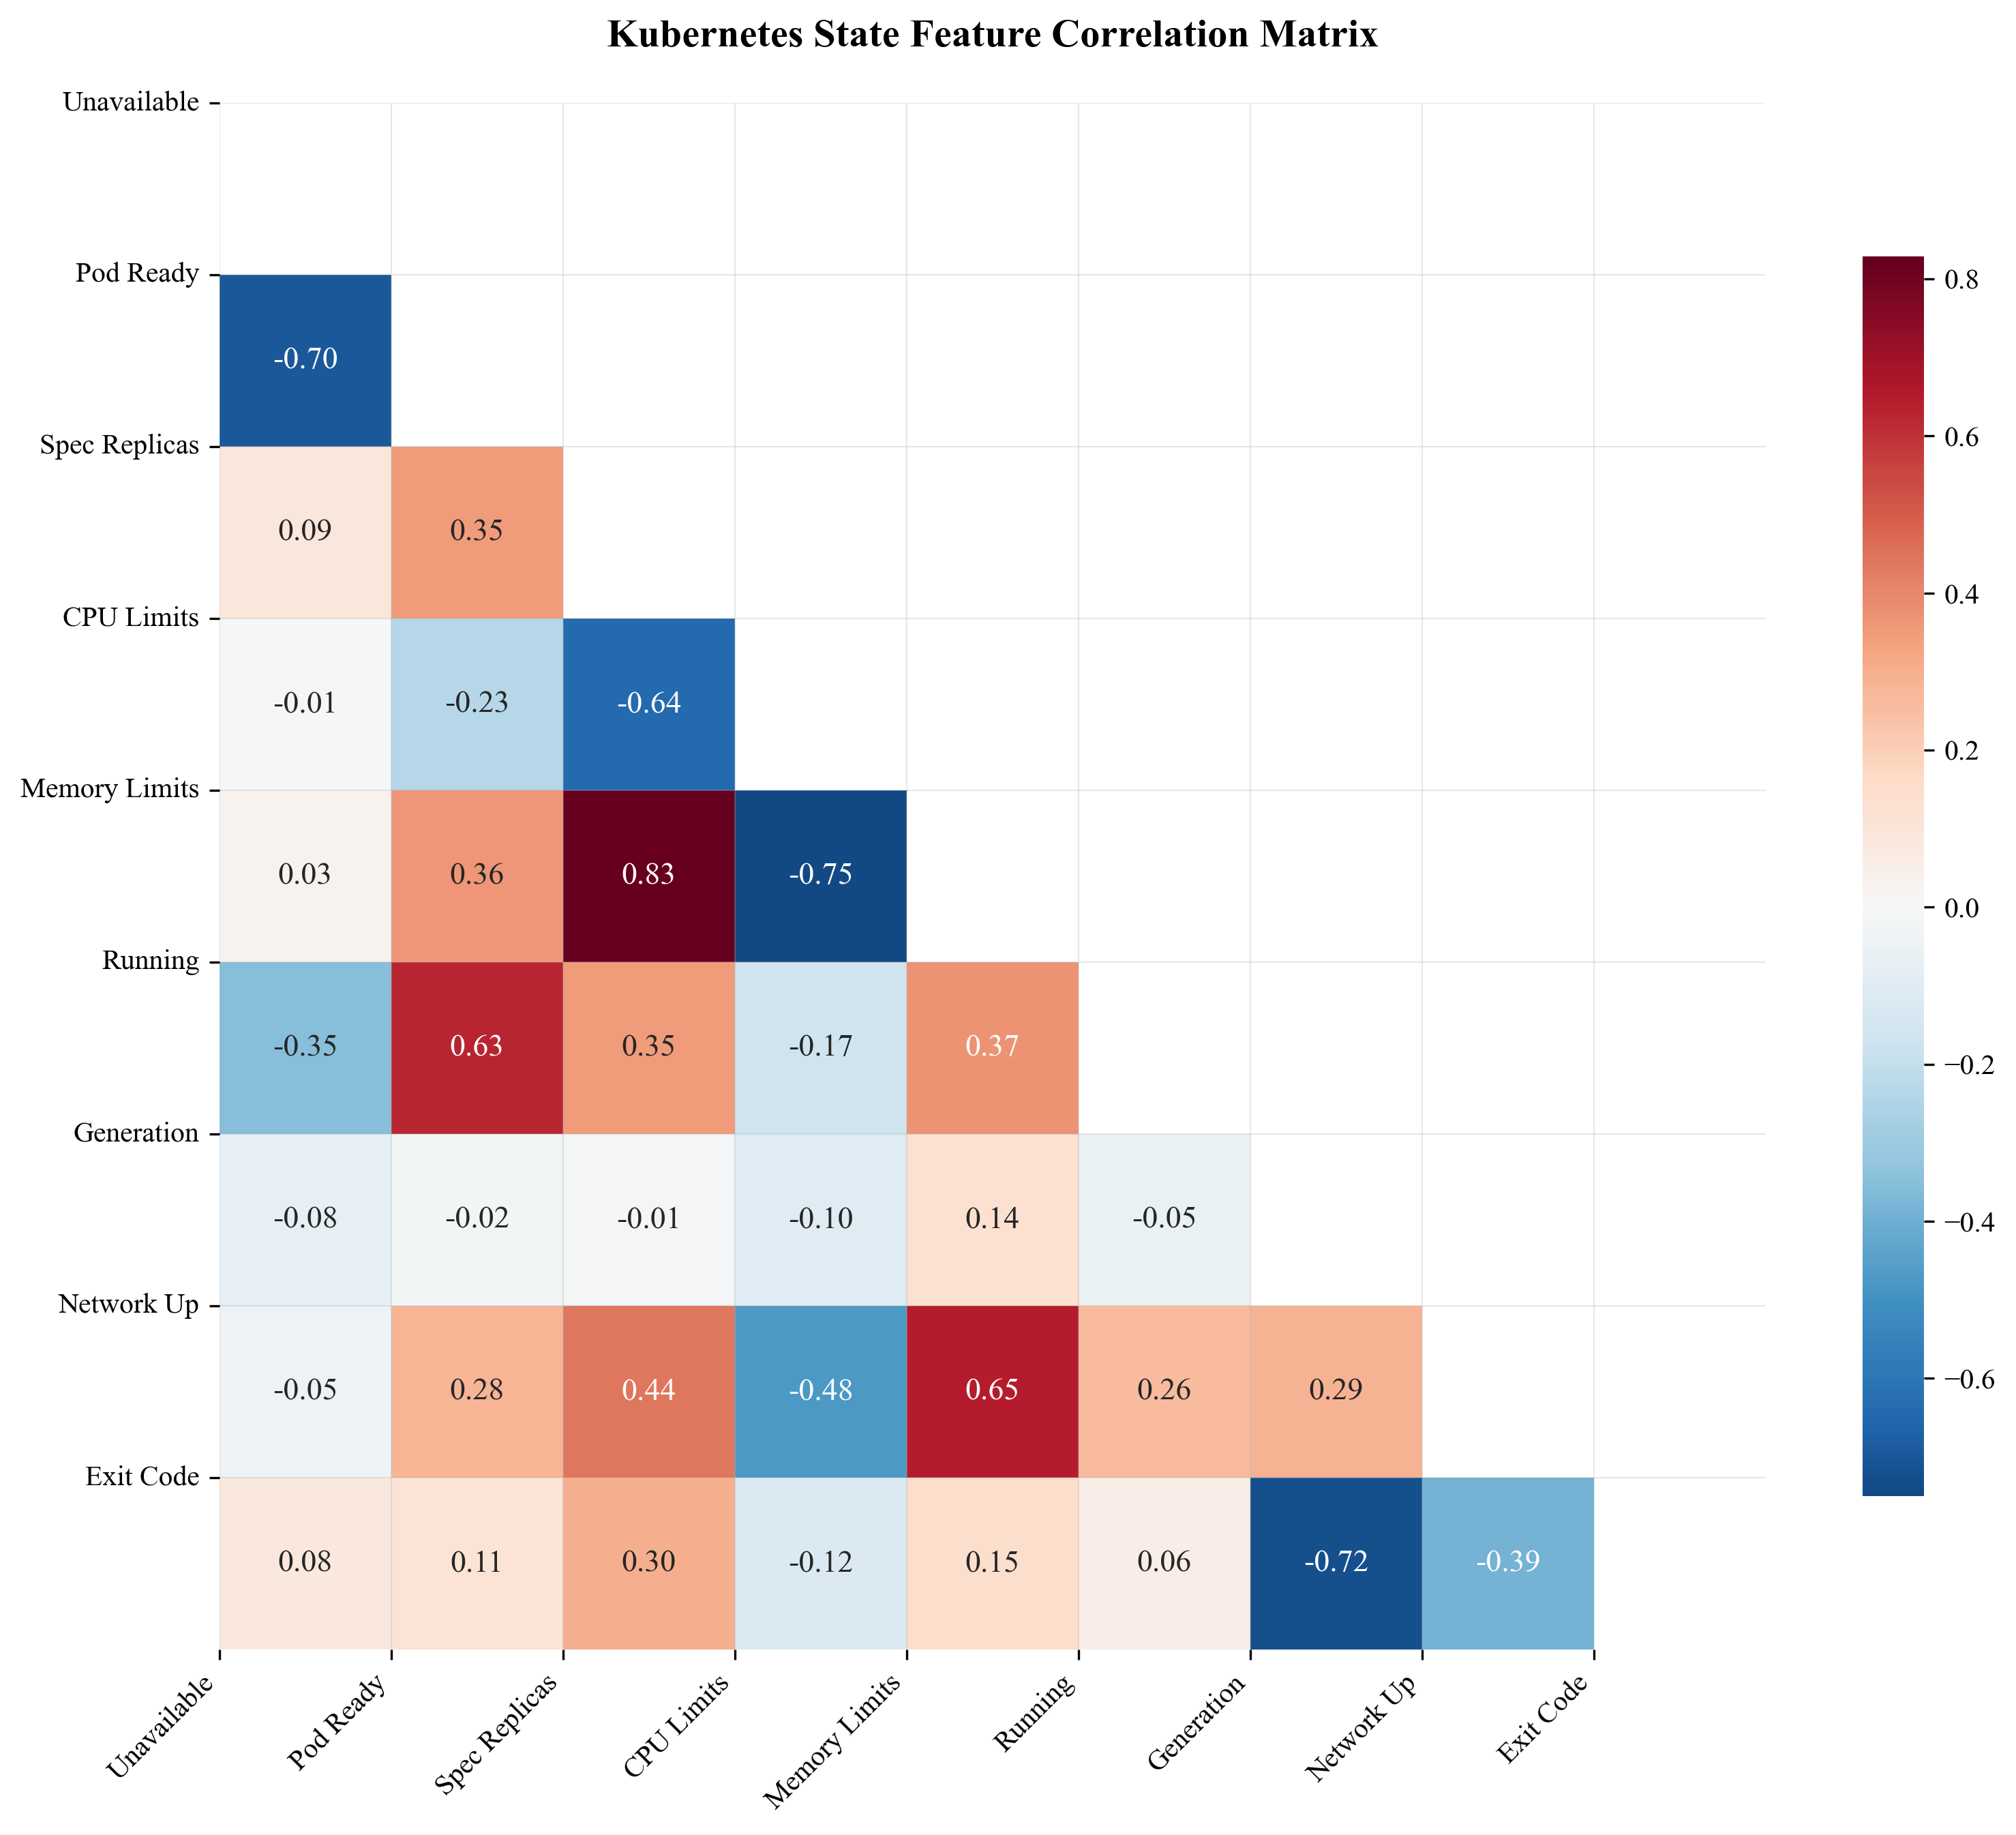 Kubernetes State Feature Correlation Matrix
Unavailable
Pod Ready
-0.70
Spec Replicas
0.09 0.35
CPU Limits
-0.01 -0.23 -0.64
Memory Limits
0.03 0.36 0.83 -0.75
Running
-0.35 0.63 0.35 -0.17 0.37
Generation
-0.08 -0.02 -0.01 -0.10 0.14 -0.05
Network Up
-0.05 0.28 0.44 -0.48 0.65 0.26 0.29
Exit Code
0.08 0.11 0.30 -0.12 0.15 0.06 -0.72 -0.39
Unavailable
Pod Ready
Spec Replicas
CPU Limits
Memory Limits
Running
Generation
Network Up
Exit Code
0.8
0.6
0.4
0.2
0.0
−0.2
−0.4
−0.6